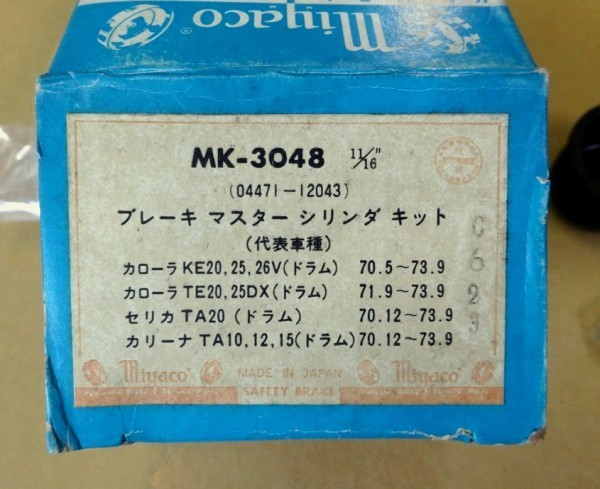 Miyaco
MK-3048 11/16"
(04471-12043)
ブレーキ マスター シリンダ キット
(代表車種)
カローラ KE20,25,26V(ドラム) 70.5～73.9
カローラ TE20,25DX(ドラム) 71.9～73.9
セリカ TA20 (ドラム) 70.12～73.9
カリーナ TA10,12,15(ドラム) 70.12～73.9
Miyaco MADE IN JAPAN Miyaco
SAFETY BRAKE